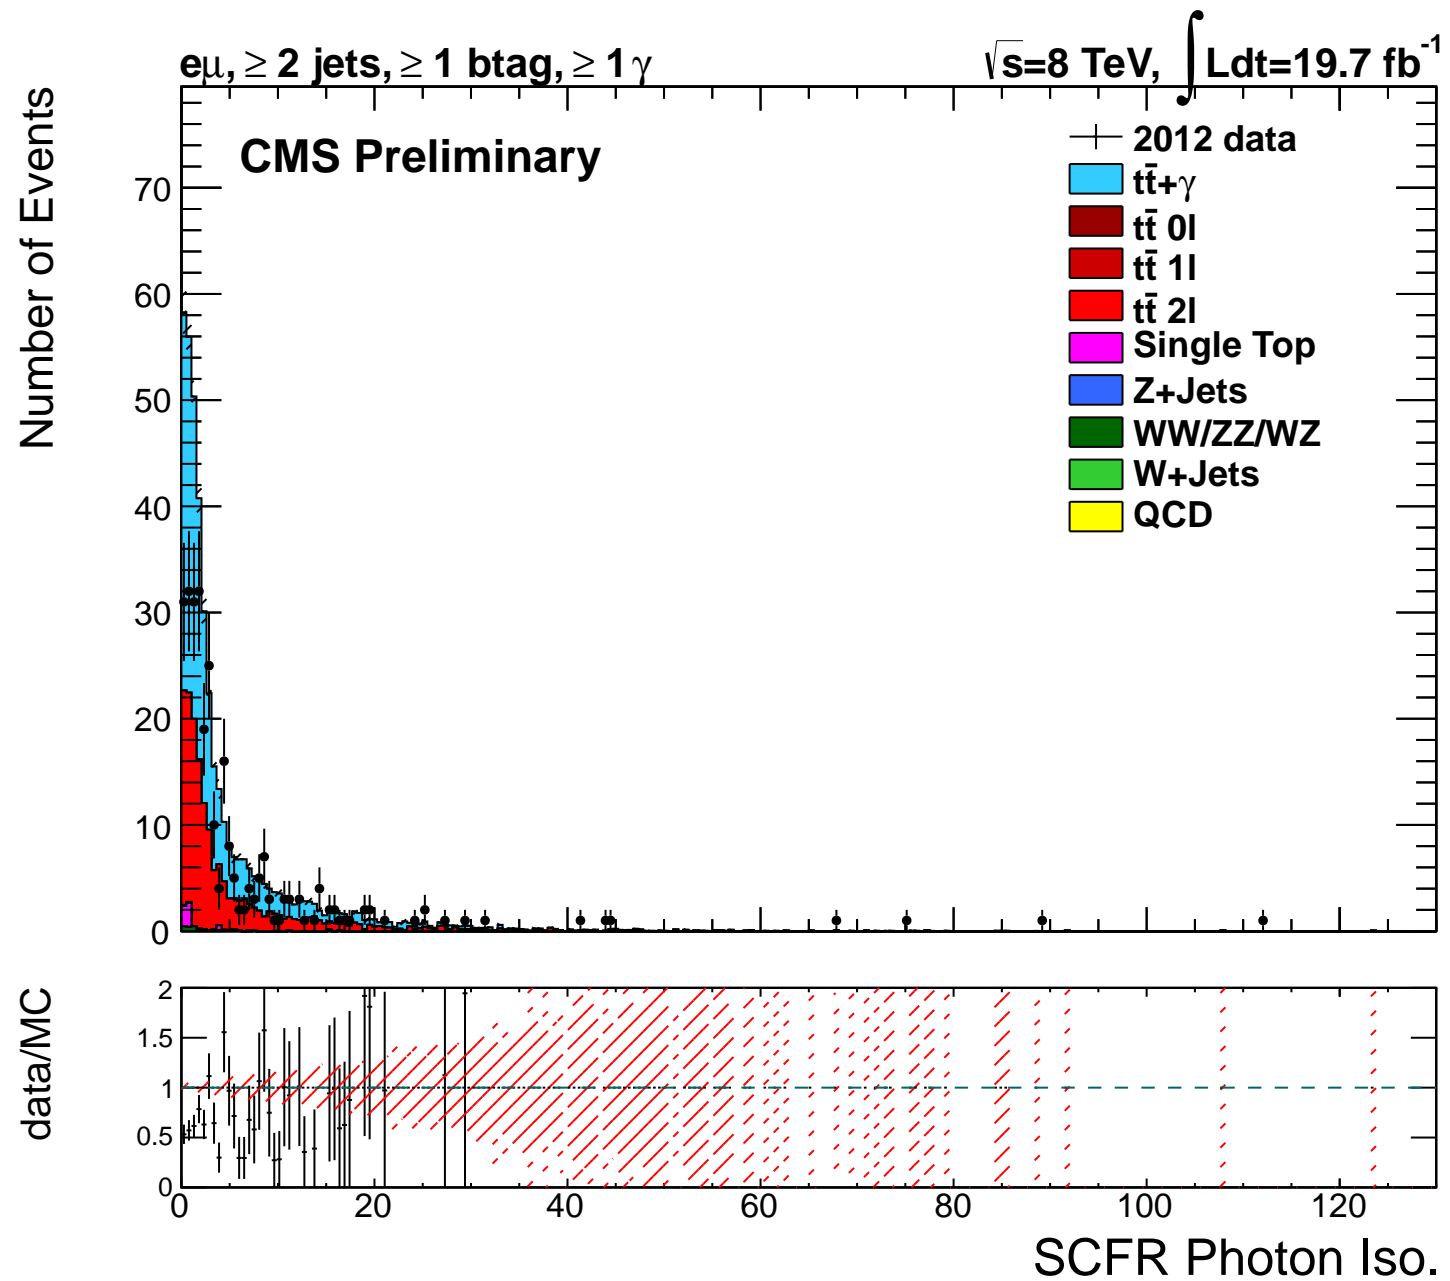 eμ, ≥ 2 jets, ≥ 1 btag, ≥ 1 γ
√s=8 TeV, ∫ Ldt=19.7 fb⁻¹
CMS Preliminary
2012 data
tt̄+γ
tt̄ 0l
tt̄ 1l
tt̄ 2l
Single Top
Z+Jets
WW/ZZ/WZ
W+Jets
QCD
Number of Events
70
60
50
40
30
20
10
0
data/MC
2
1.5
1
0.5
0
0 20 40 60 80 100 120
SCFR Photon Iso.